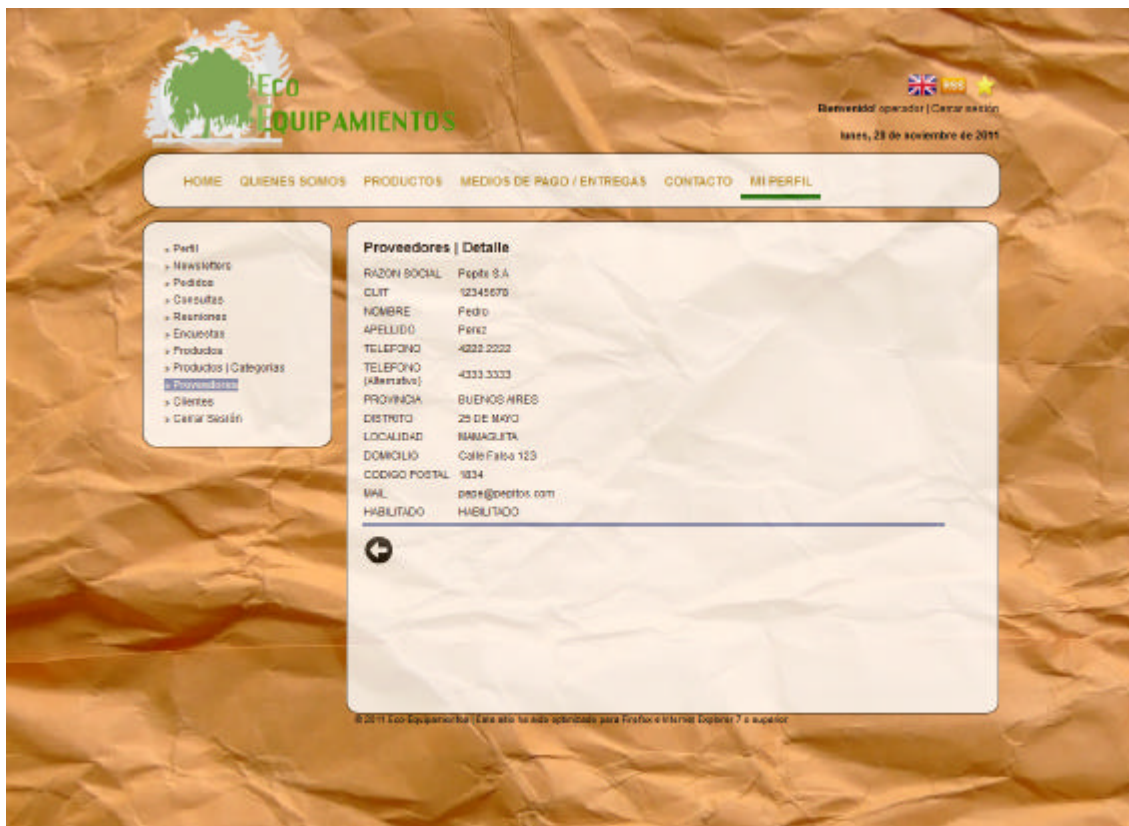 ECO
EQUIPAMIENTOS
RSS
Bienvenido! operador | Cerrar sesión
lunes, 28 de noviembre de 2011
HOME QUIENES SOMOS PRODUCTOS MEDIOS DE PAGO / ENTREGAS CONTACTO MI PERFIL
» Perfil
» Newsletters
» Pedidos
» Consultas
» Reuniones
» Encuestas
» Productos
» Productos | Categorías
» Proveedores
» Clientes
» Cerrar Sesión
Proveedores | Detalle
RAZON SOCIAL Pepito S.A
CUIT 12345678
NOMBRE Pedro
APELLIDO Perez
TELEFONO 4222.2222
TELEFONO (Alternativo) 4333.3333
PROVINCIA BUENOS AIRES
DISTRITO 25 DE MAYO
LOCALIDAD MAMAGUITA
DOMICILIO Calle Falsa 123
CODIGO POSTAL 1834
MAIL pepe@pepitos.com
HABILITADO HABILITADO
© 2011 Eco-Equipamientos | Este sitio ha sido optimizado para Firefox e Internet Explorer 7 o superior